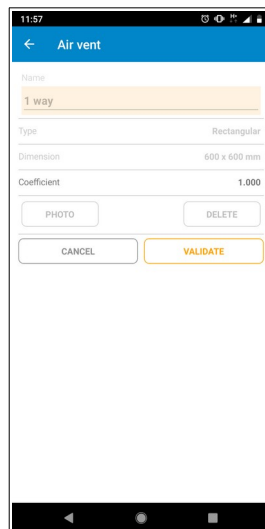 11:57
H+
Air vent
Name
1 way
Type Rectangular
Dimension 600 x 600 mm
Coefficient 1.000
PHOTO DELETE
CANCEL VALIDATE